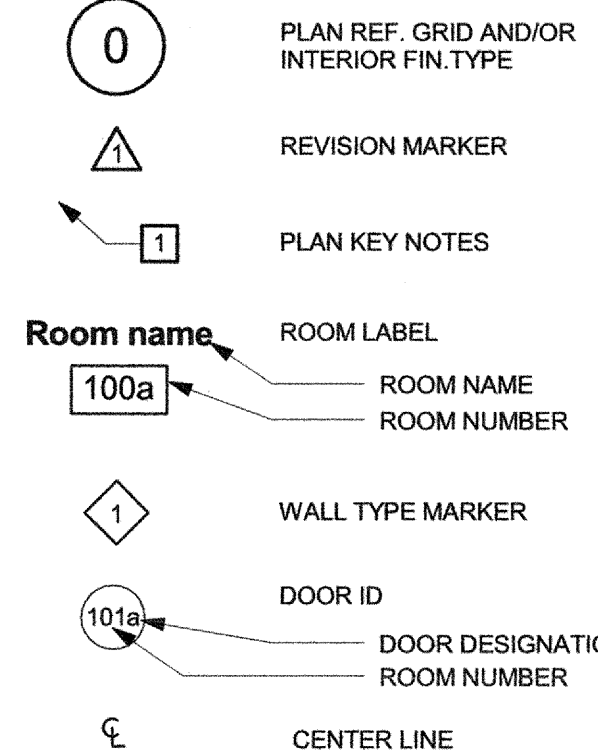 0
PLAN REF. GRID AND/OR
INTERIOR FIN.TYPE
1
REVISION MARKER
1
PLAN KEY NOTES
Room name
ROOM LABEL
100a
ROOM NAME
ROOM NUMBER
1
WALL TYPE MARKER
DOOR ID
101a
DOOR DESIGNATIO
ROOM NUMBER
℄
CENTER LINE